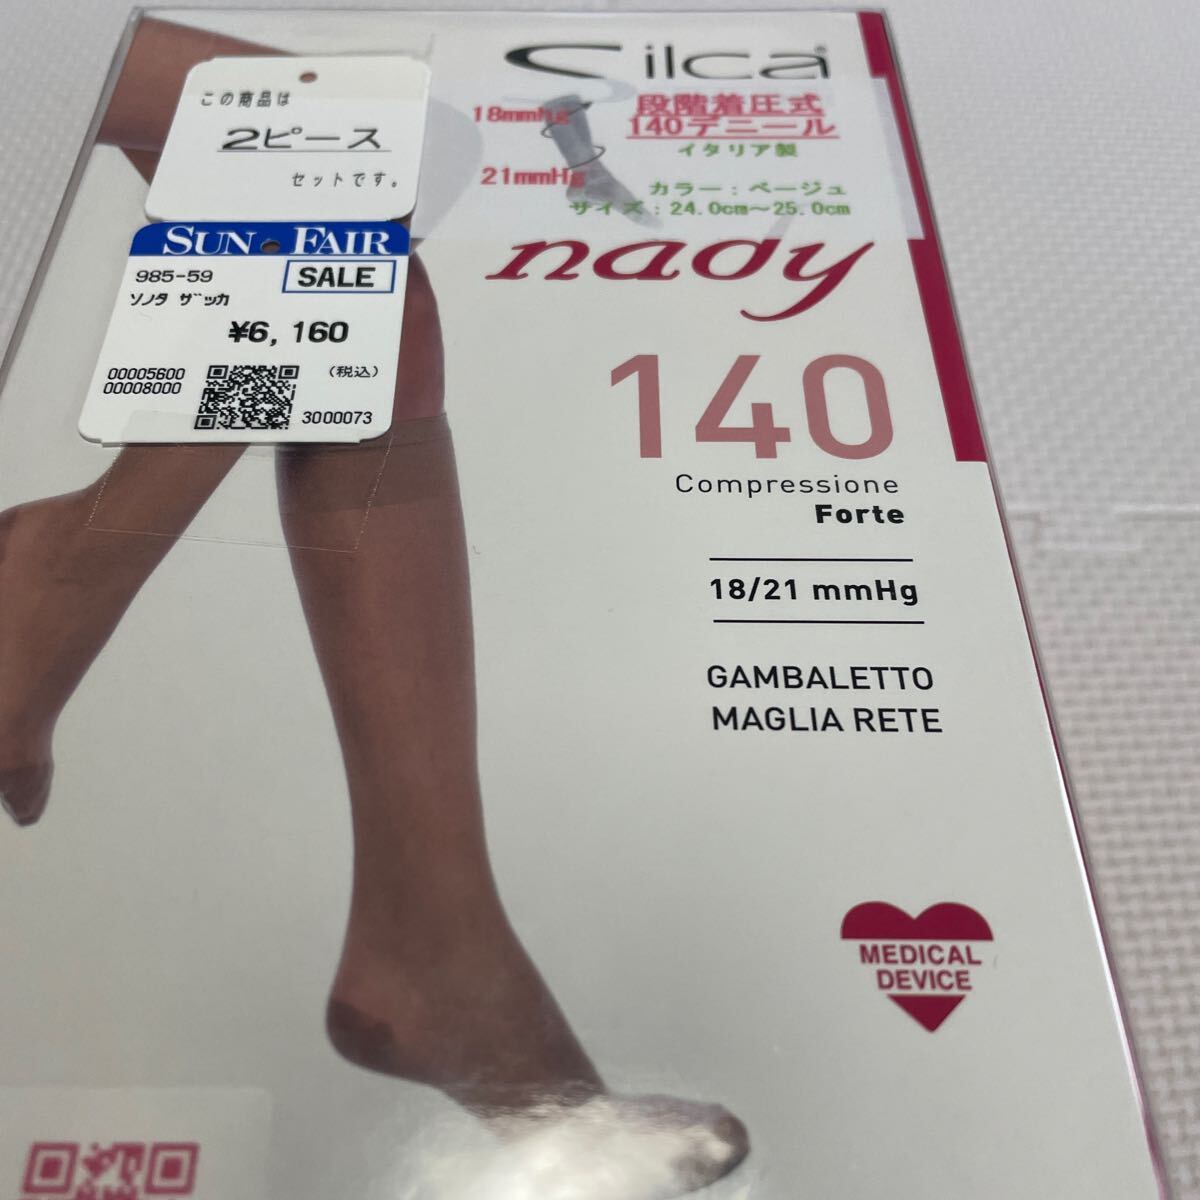 この商品は
2ピース
セットです。
SUN FAIR
985-59
SALE
ソノタ ザッカ
¥6,160
00005600
00008000
(税込)
3000073
Silca
18mmhg
段階着圧式
140デニール
イタリア製
21mmHg
カラー:ベージュ
サイズ:24.0cm～25.0cm
nady
140
Compressione
Forte
18/21 mmHg
GAMBALETTO
MAGLIA RETE
MEDICAL
DEVICE